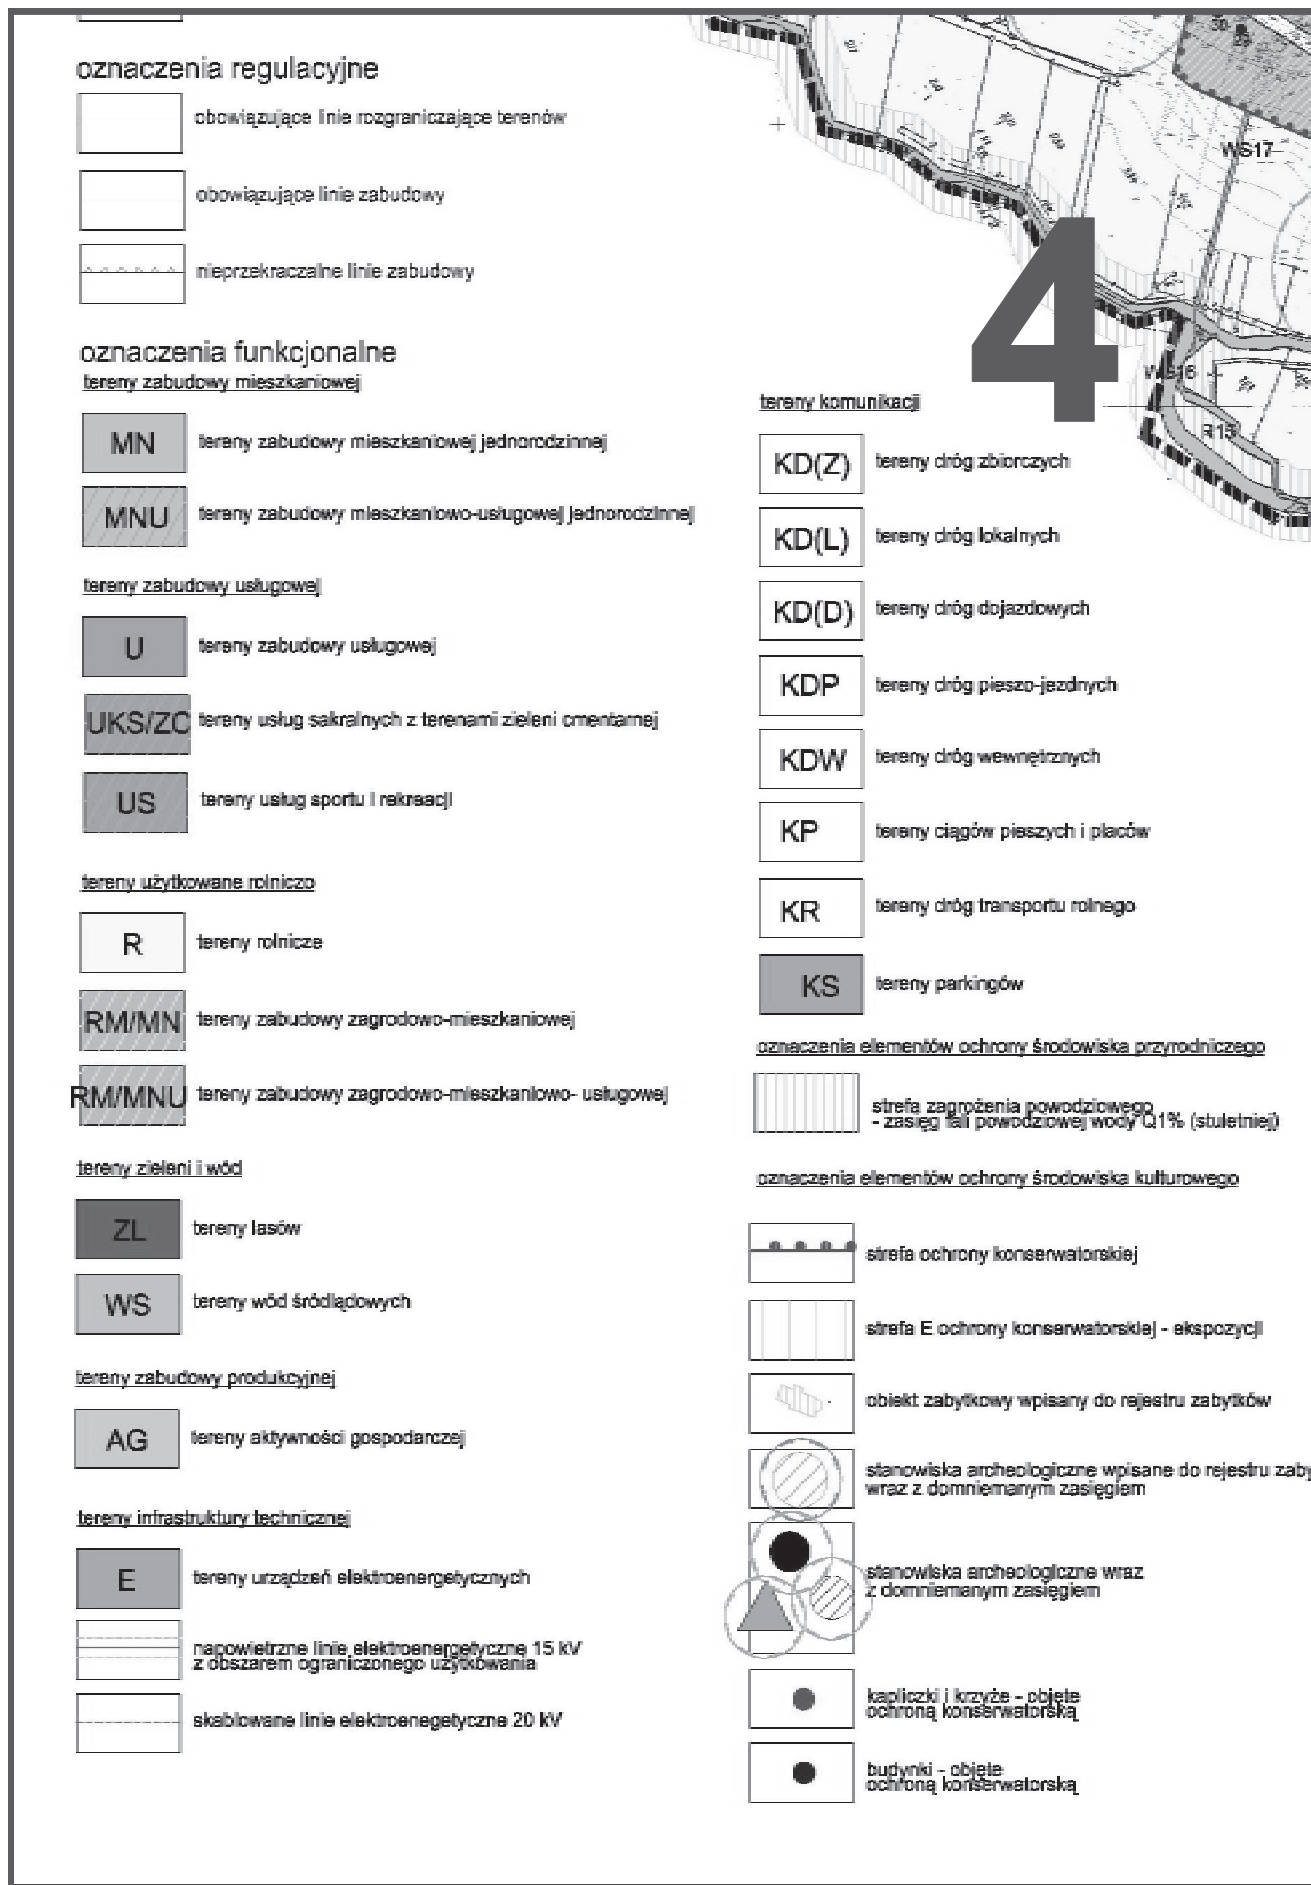 oznaczenia regulacyjne
obowiązujące linie rozgraniczające terenów
obowiązujące linie zabudowy
nieprzekraczalne linie zabudowy
oznaczenia funkcjonalne
tereny zabudowy mieszkaniowej
MN tereny zabudowy mieszkaniowej jednorodzinnej
MNU tereny zabudowy mieszkaniowo-usługowej jednorodzinnej
tereny zabudowy usługowej
U tereny zabudowy usługowej
UKS/ZC tereny usług sakralnych z terenami zieleni cmentarnej
US tereny usług sportu i rekreacji
tereny użytkowane rolniczo
R tereny rolnicze
RM/MN tereny zabudowy zagrodowo-mieszkaniowej
RM/MNU tereny zabudowy zagrodowo-mieszkaniowo- usługowej
tereny zieleni i wód
ZL tereny lasów
WS tereny wód śródlądowych
tereny zabudowy produkcyjnej
AG tereny aktywności gospodarczej
tereny infrastruktury technicznej
E tereny urządzeń elektroenergetycznych
napowietrzne linie elektroenergetyczne 15 kV
z obszarem ograniczonego użytkowania
skablowane linie elektroenegetyczne 20 kV
WS17
4
WS16
R15
tereny komunikacji
KD(Z) tereny dróg zbiorczych
KD(L) tereny dróg lokalnych
KD(D) tereny dróg dojazdowych
KDP tereny dróg pieszo-jezdnych
KDW tereny dróg wewnętrznych
KP tereny ciągów pieszych i placów
KR tereny dróg transportu rolnego
KS tereny parkingów
oznaczenia elementów ochrony środowiska przyrodniczego
strefa zagrożenia powodziowego
- zasięg fali powodziowej wody Q1% (stuletniej)
oznaczenia elementów ochrony środowiska kulturowego
strefa ochrony konserwatorskiej
strefa E ochrony konserwatorskiej - ekspozycji
obiekt zabytkowy wpisany do rejestru zabytków
stanowiska archeologiczne wpisane do rejestru zaby
wraz z domniemanym zasięgiem
stanowiska archeologiczne wraz
z domniemanym zasięgiem
kapliczki i krzyże - objęte
ochroną konserwatorską
budynki - objęte
ochroną konserwatorską